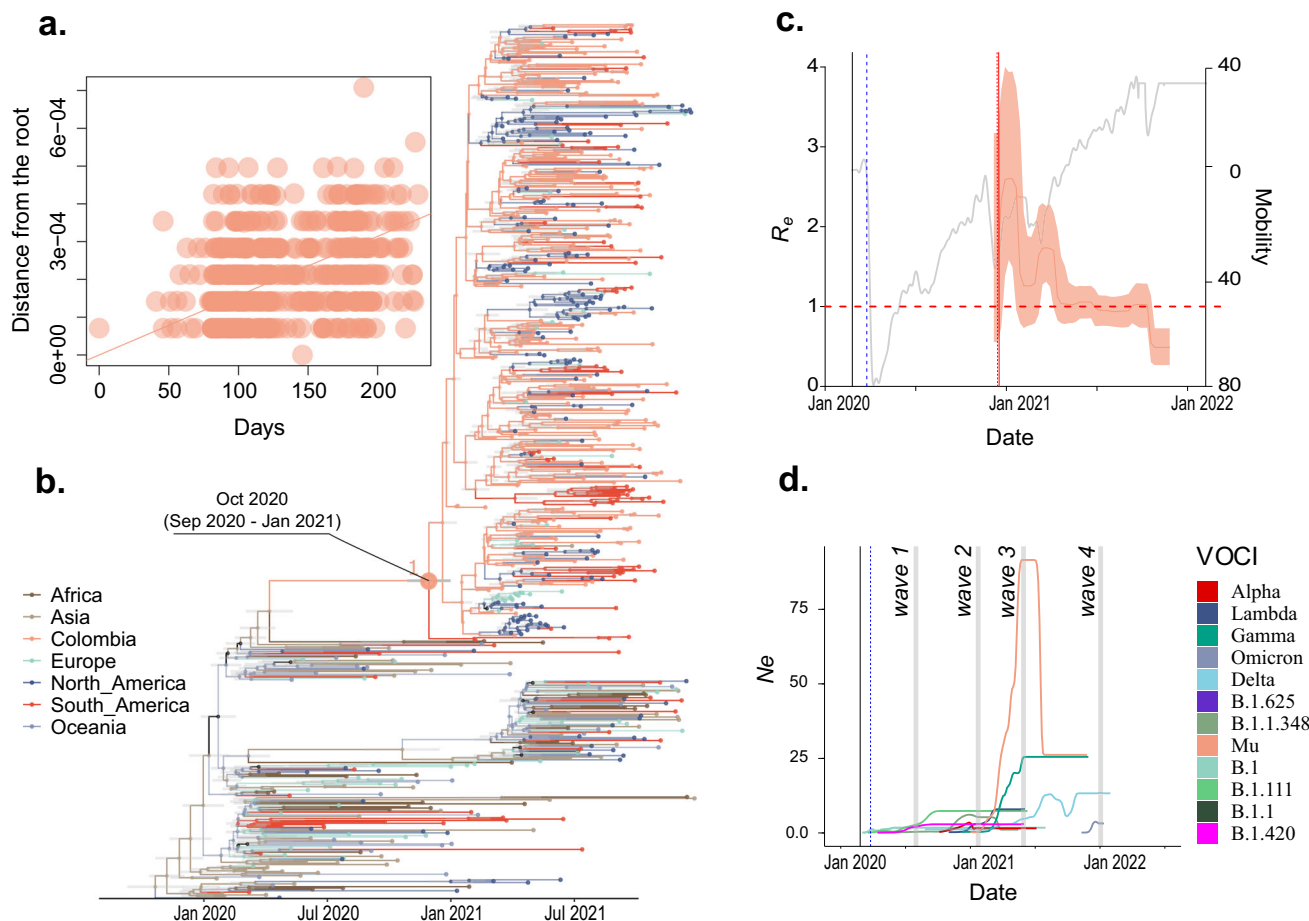 a.
Distance from the root
6e−04
3e−04
0e+00
0 50 100 150 200
Days
b.
Oct 2020
(Sep 2020 - Jan 2021)
Africa
Asia
Colombia
Europe
North_America
South_America
Oceania
Jan 2020 Jul 2020 Jan 2021 Jul 2021
c.
Re
4
3
2
1
0
40
0
40
80
Mobility
Jan 2020 Jan 2021 Jan 2022
Date
d.
Ne
75
50
25
0.0
wave 1
wave 2
wave 3
wave 4
Jan 2020 Jan 2021 Jan 2022
Date
VOCI
Alpha
Lambda
Gamma
Omicron
Delta
B.1.625
B.1.1.348
Mu
B.1
B.1.111
B.1.1
B.1.420